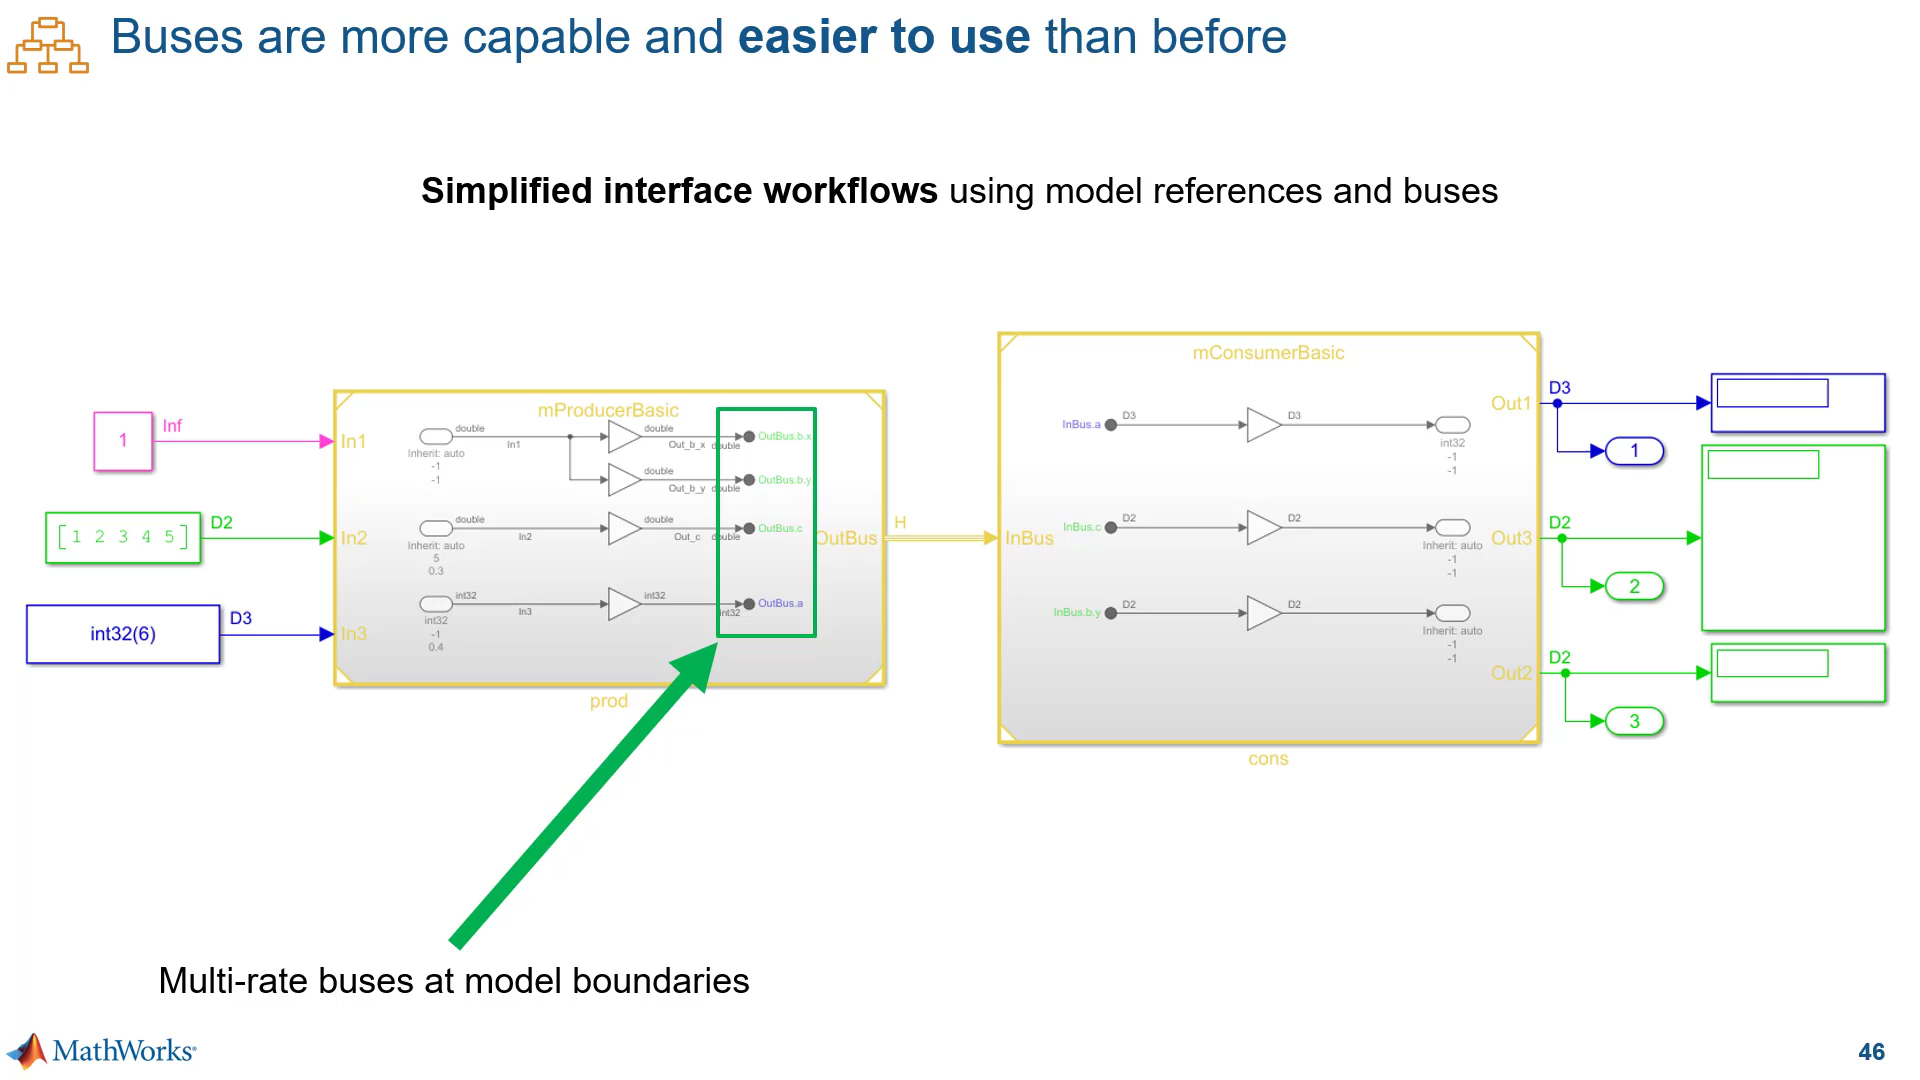 Buses are more capable and easier to use than before
Simplified interface workflows using model references and buses
1
Inf
[1 2 3 4 5]
D2
int32(6)
D3
mProducerBasic
In1
In2
In3
double
In1
Inherit: auto
-1
-1
double
Out_b_x
double
OutBus.b.x
double
Out_b_y
double
OutBus.b.y
double
In2
Inherit: auto
5
0.3
double
Out_c
double
OutBus.c
int32
In3
int32
-1
0.4
int32
int32
OutBus.a
OutBus
prod
H
mConsumerBasic
InBus
InBus.a
D3
D3
int32
-1
-1
InBus.c
D2
D2
Inherit: auto
-1
-1
InBus.b.y
D2
D2
Inherit: auto
-1
-1
Out1
Out3
Out2
cons
D3
1
D2
2
D2
3
Multi-rate buses at model boundaries
MathWorks®
46